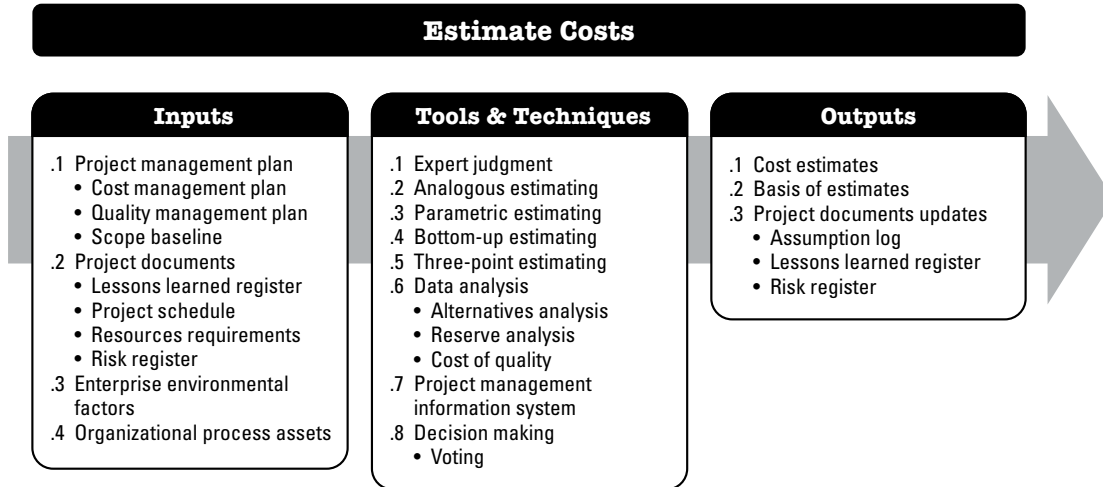 Estimate Costs
Inputs
.1 Project management plan
• Cost management plan
• Quality management plan
• Scope baseline
.2 Project documents
• Lessons learned register
• Project schedule
• Resources requirements
• Risk register
.3 Enterprise environmental
factors
.4 Organizational process assets
Tools & Techniques
.1 Expert judgment
.2 Analogous estimating
.3 Parametric estimating
.4 Bottom-up estimating
.5 Three-point estimating
.6 Data analysis
• Alternatives analysis
• Reserve analysis
• Cost of quality
.7 Project management
information system
.8 Decision making
• Voting
Outputs
.1 Cost estimates
.2 Basis of estimates
.3 Project documents updates
• Assumption log
• Lessons learned register
• Risk register